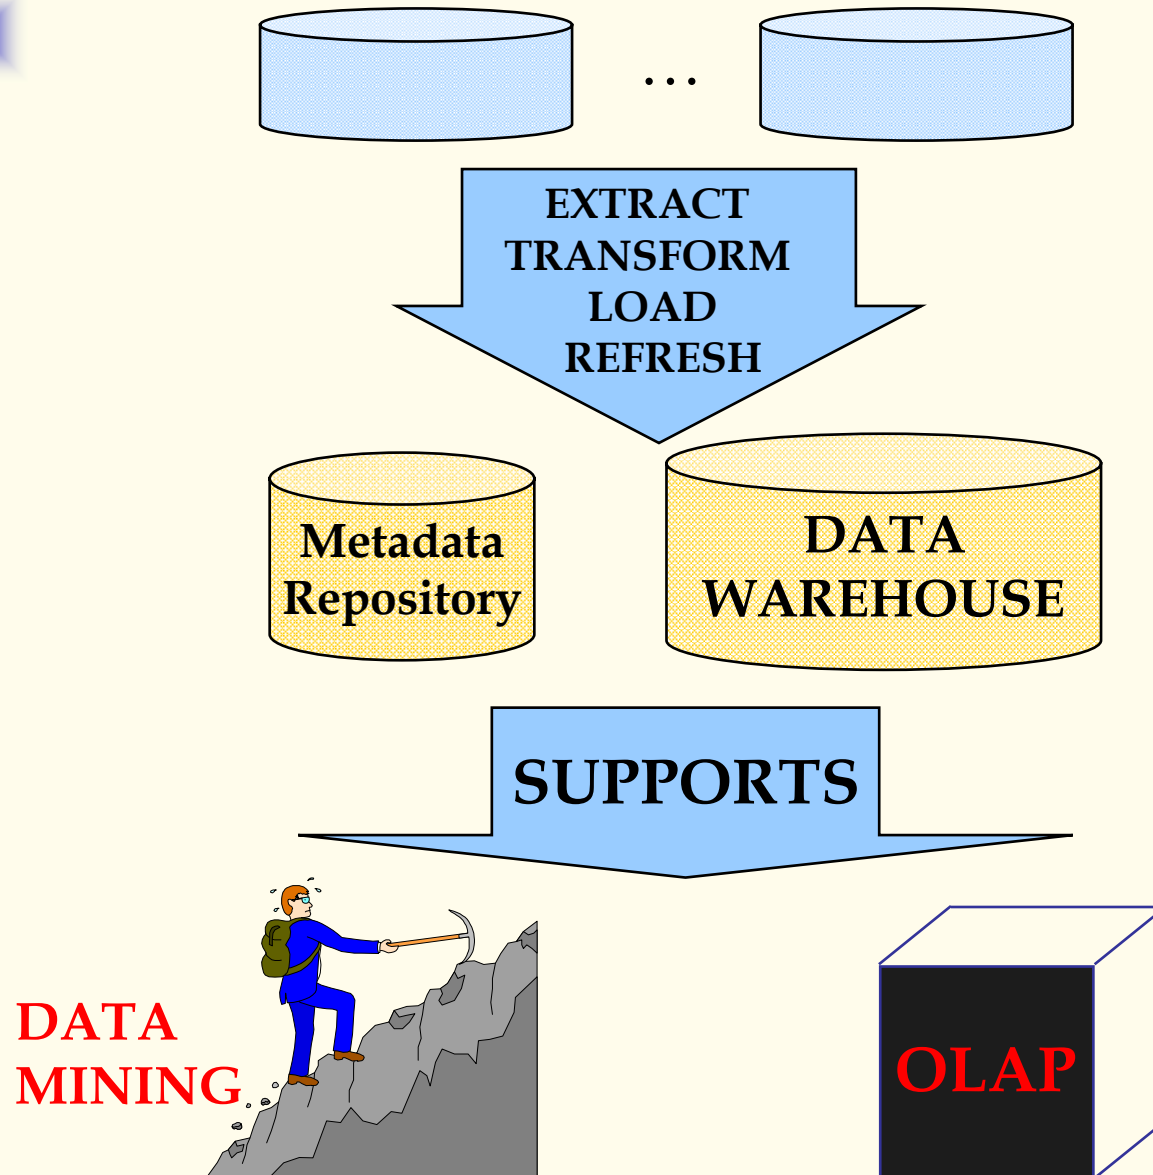 …
EXTRACT
TRANSFORM
LOAD
REFRESH
Metadata
Repository
DATA
WAREHOUSE
SUPPORTS
DATA
MINING
OLAP